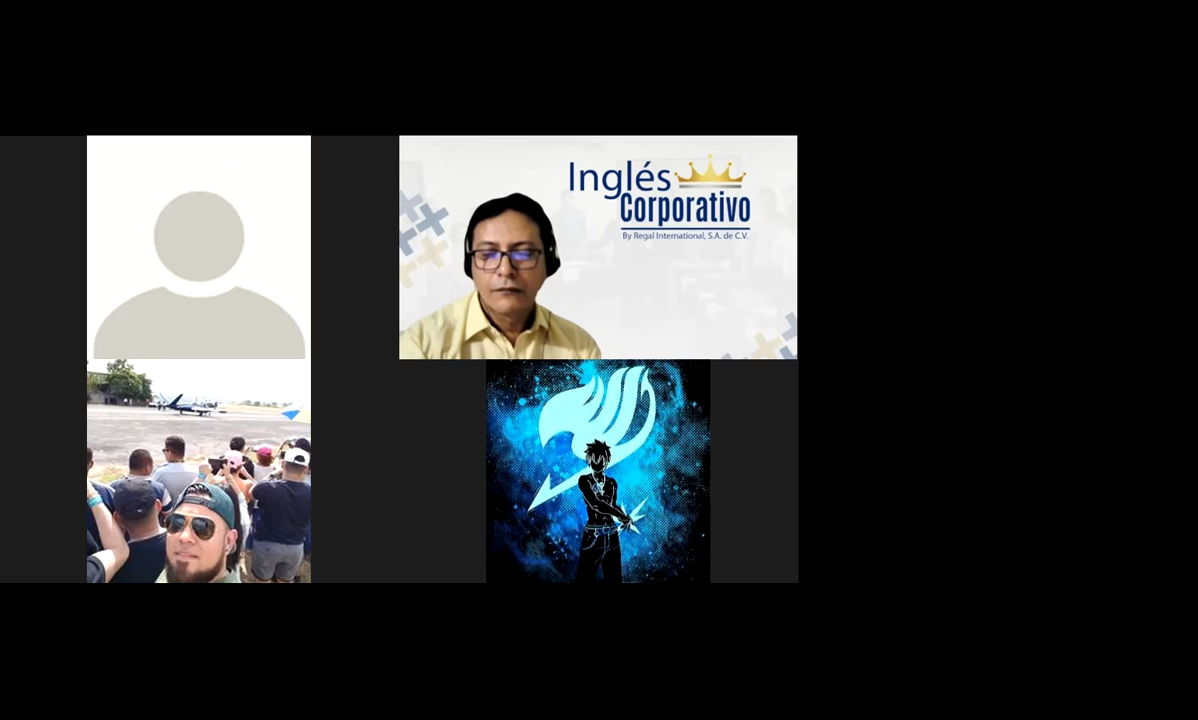 Inglés
Corporativo
By Regal International, S.A. de C.V.